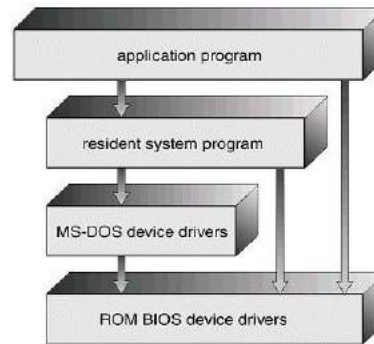 application program
resident system program
MS-DOS device drivers
ROM BIOS device drivers